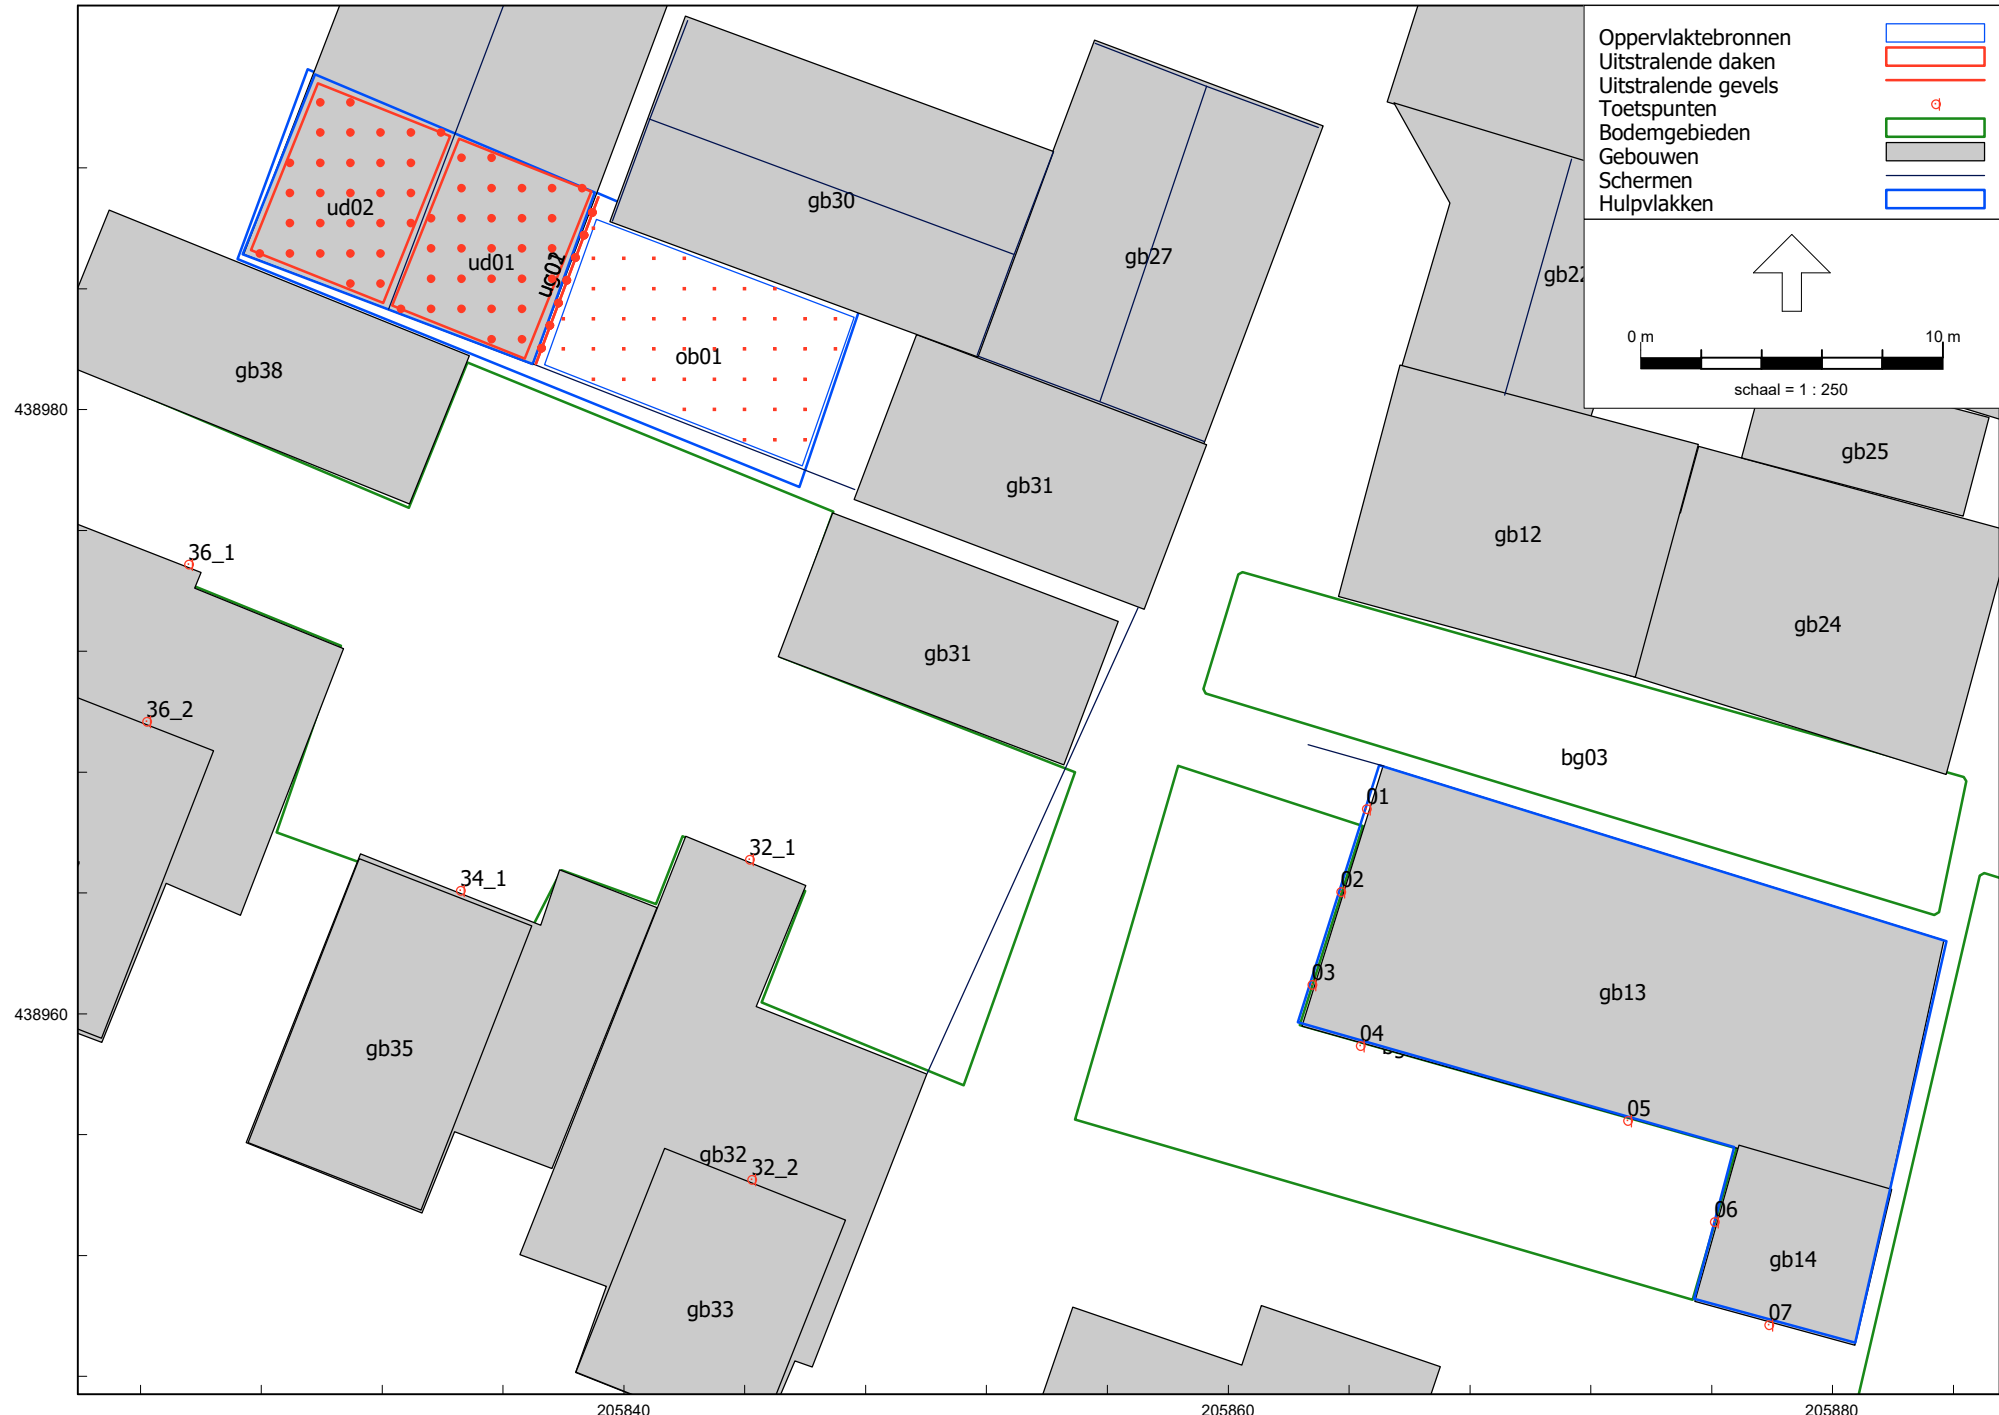 Oppervlaktebronnen
Uitstralende daken
Uitstralende gevels
Toetspunten
Bodemgebieden
Gebouwen
Schermen
Hulpvlakken
0 m 10 m
schaal = 1 : 250
ud02
ud01
gb30
gb27
gb22
ob01
gb38
438980
gb25
gb31
gb12
36_1
gb24
gb31
36_2
bg03
01
32_1
34_1
02
03
gb13
438960
04
gb35
05
gb32
32_2
06
gb14
gb33
07
205840 205860 205880